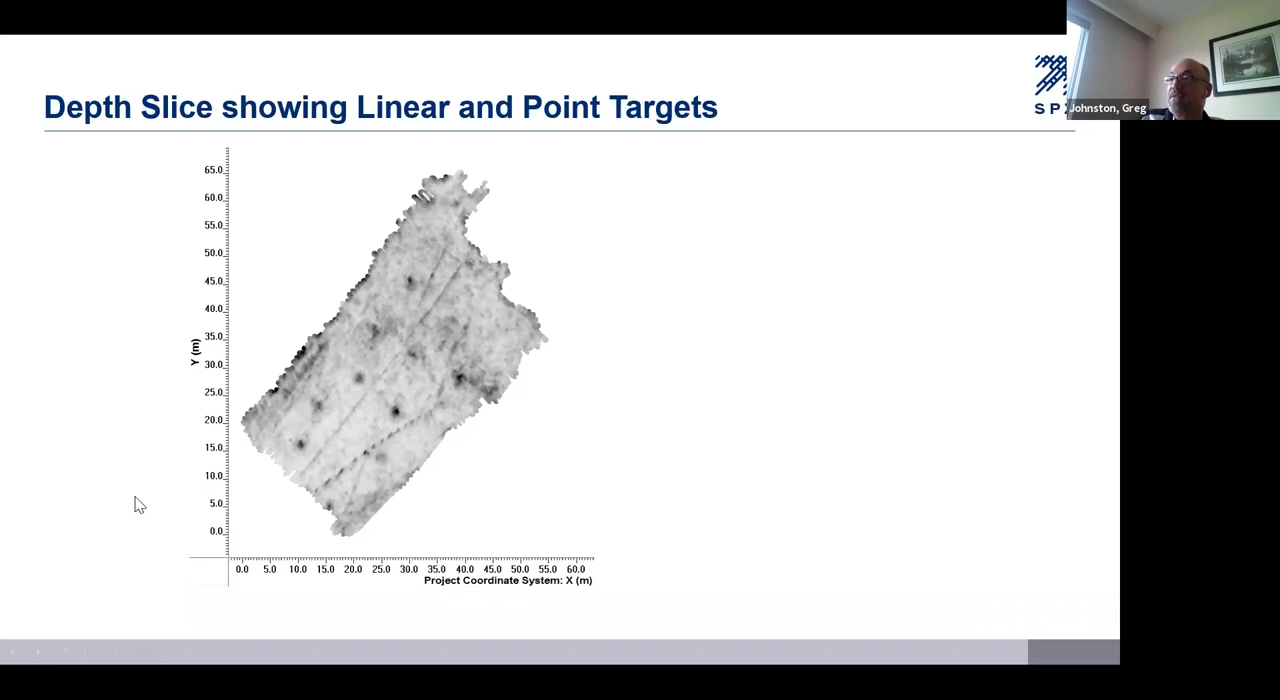 Depth Slice showing Linear and Point Targets
SP
Johnston, Greg
65.0
60.0
55.0
50.0
45.0
40.0
35.0
30.0
25.0
20.0
15.0
10.0
5.0
0.0
Y (m)
0.0 5.0 10.0 15.0 20.0 25.0 30.0 35.0 40.0 45.0 50.0 55.0 60.0
Project Coordinate System: X (m)